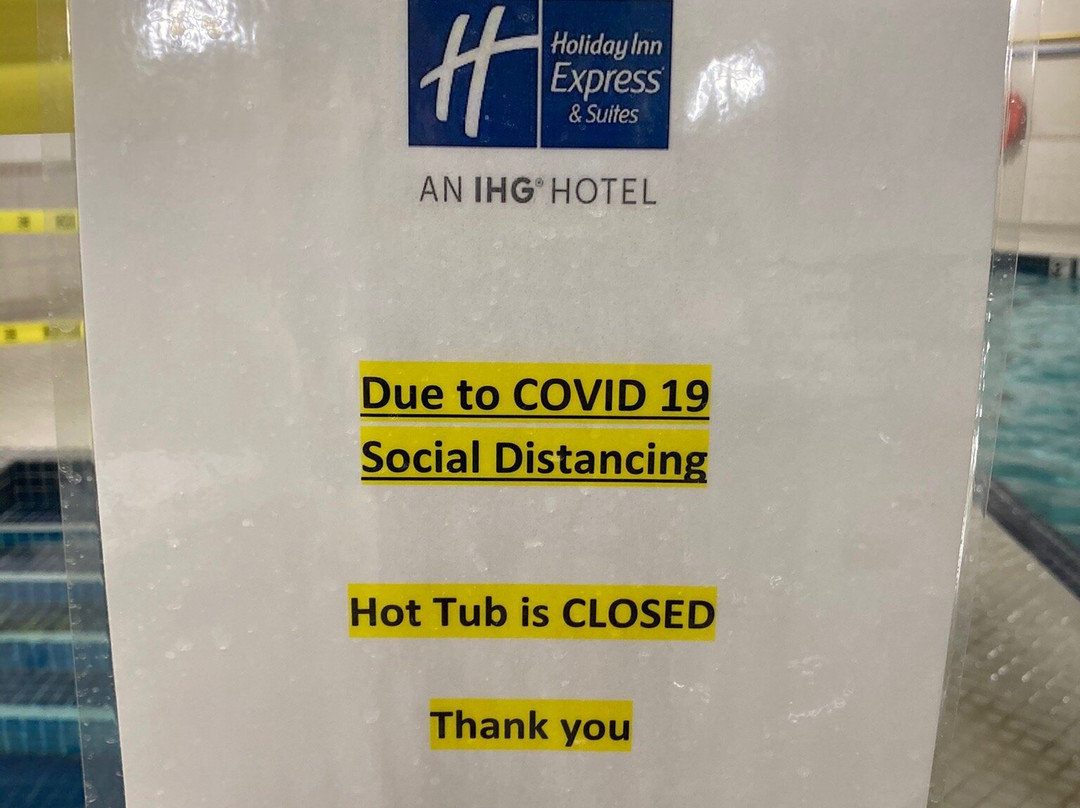 Holiday Inn
Express
& Suites
AN IHG® HOTEL
Due to COVID 19
Social Distancing
Hot Tub is CLOSED
Thank you